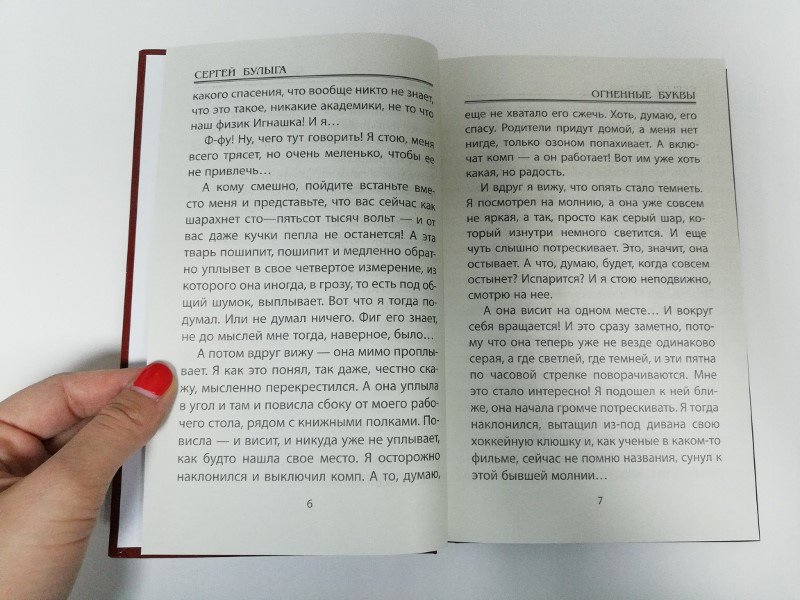 СЕРГЕЙ БУЛЫГА
какого спасения, что вообще никто не знает,
что это такое, никакие академики, не то что
наш физик Игнашка! И я…
Ф-фу! Ну, чего тут говорить! Я стою, меня
всего трясет, но очень меленько, чтобы ее
не привлечь…
А кому смешно, пойдите встаньте вме-
сто меня и представьте, что вас сейчас как
шарахнет сто—пятьсот тысяч вольт — и от
вас даже кучки пепла не останется! А эта
тварь пошипит, пошипит и медленно обрат-
но уплывет в свое четвертое измерение, из
которого она иногда, в грозу, то есть под об-
щий шумок, выплывает. Вот что я тогда по-
думал. Или не думал ничего. Фиг его знает,
не до мыслей мне тогда, наверное, было…
А потом вдруг вижу — она мимо проплы-
вает. Я как это понял, так даже, честно ска-
жу, мысленно перекрестился. А она уплыла
в угол и там и повисла сбоку от моего рабо-
чего стола, рядом с книжными полками. По-
висла — и висит, и никуда уже не уплывает,
как будто нашла свое место. Я осторожно
наклонился и выключил комп. А то, думаю,
6
ОГНЕННЫЕ БУКВЫ
еще не хватало его сжечь. Хоть, думаю, его
спасу. Родители придут домой, а меня нет
нигде, только озоном попахивает. А вклю-
чат комп — а он работает! Вот им уже хоть
какая, но радость.
И вдруг я вижу, что опять стало темнеть.
Я посмотрел на молнию, а она уже совсем
не яркая, а так, просто как серый шар, ко-
торый изнутри немного светится. И еще
чуть слышно потрескивает. Это, значит, она
остывает. А что, думаю, будет, когда совсем
остынет? Испарится? И я стою неподвижно,
смотрю на нее.
А она висит на одном месте… И вокруг
себя вращается! И это сразу заметно, пото-
му что она теперь уже не везде одинаково
серая, а где светлей, где темней, и эти пятна
по часовой стрелке поворачиваются. Мне
это стало интересно! Я подошел к ней бли-
же, она начала громче потрескивать. Я тогда
наклонился, вытащил из-под дивана свою
хоккейную клюшку и, как ученые в каком-то
фильме, сейчас не помню названия, сунул к
этой бывшей молнии…
7